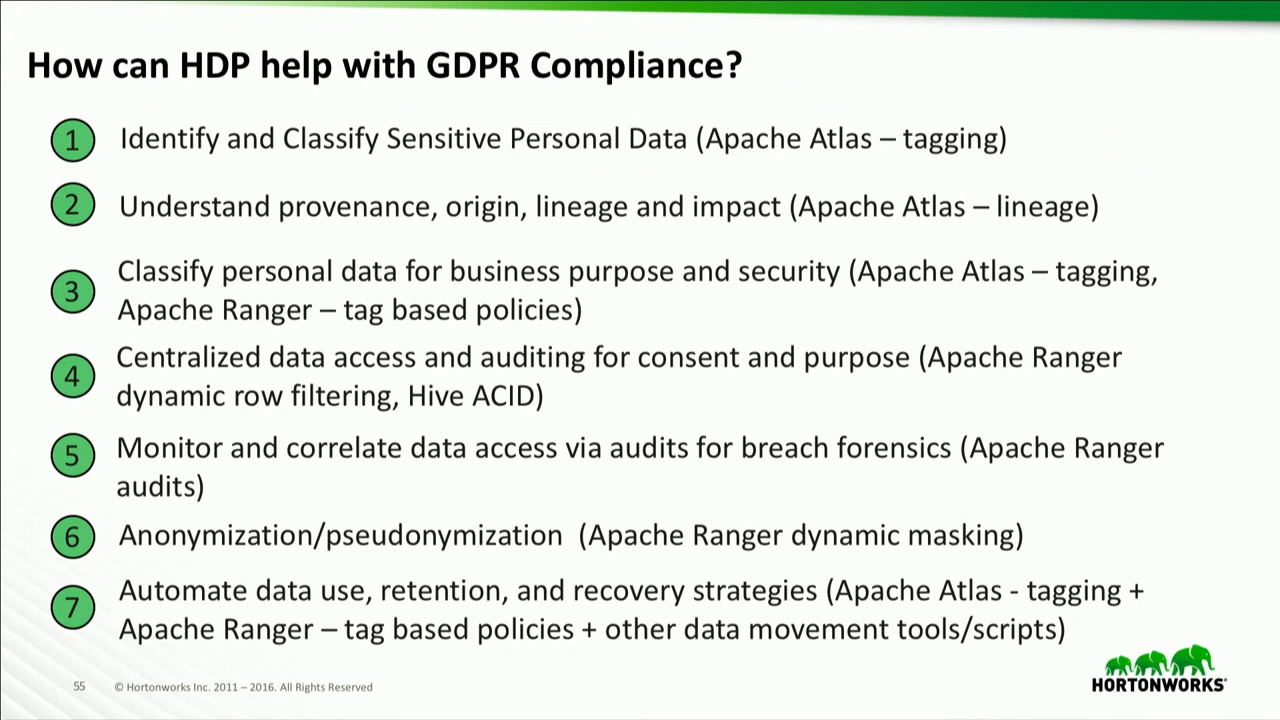 How can HDP help with GDPR Compliance?
1 Identify and Classify Sensitive Personal Data (Apache Atlas – tagging)
2 Understand provenance, origin, lineage and impact (Apache Atlas – lineage)
3 Classify personal data for business purpose and security (Apache Atlas – tagging,
Apache Ranger – tag based policies)
4 Centralized data access and auditing for consent and purpose (Apache Ranger
dynamic row filtering, Hive ACID)
5 Monitor and correlate data access via audits for breach forensics (Apache Ranger
audits)
6 Anonymization/pseudonymization (Apache Ranger dynamic masking)
7 Automate data use, retention, and recovery strategies (Apache Atlas - tagging +
Apache Ranger – tag based policies + other data movement tools/scripts)
55 © Hortonworks Inc. 2011 – 2016. All Rights Reserved
HORTONWORKS